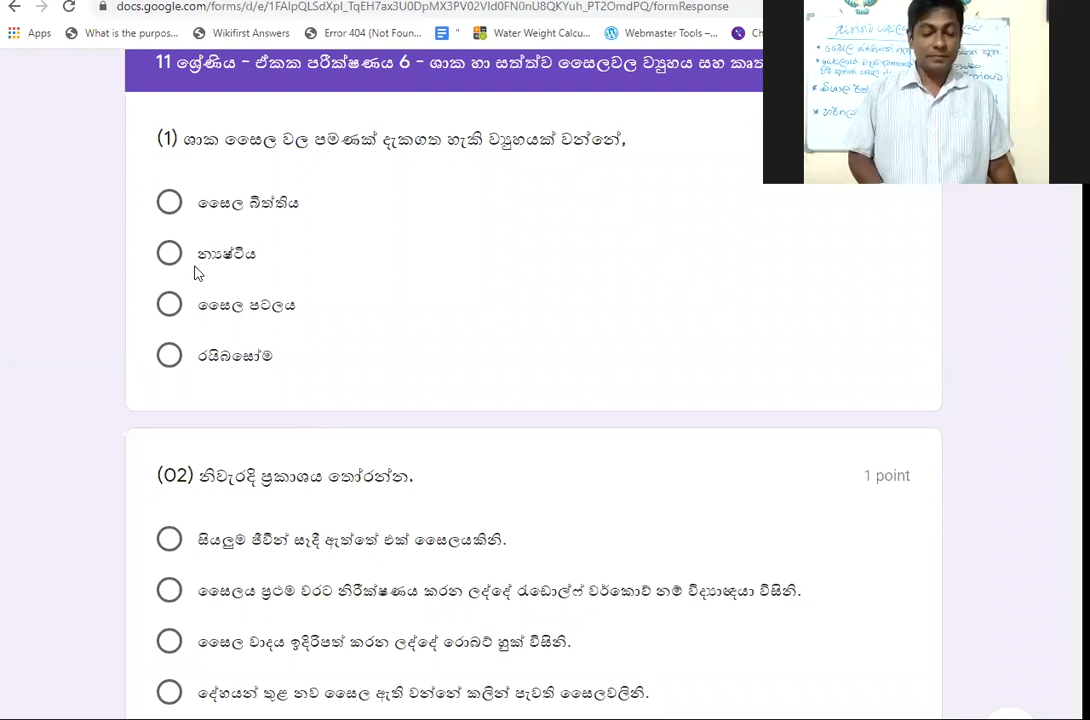 docs.google.com/forms/d/e/1FAIpQLSdXpI_TqEH7ax3U0DpMX3PV02VId0FN0nU8QKYuh_PT2OmdPQ/formResponse
Apps What is the purpos... Wikifirst Answers Error 404 (Not Foun... " Water Weight Calcu... Webmaster Tools –... Ch
11 ශ්‍රේණිය - ඒකක පරීක්ෂණය 6 - ශාක හා සත්ත්ව සෛලවල ව්‍යුහය සහ
(1) ශාක සෛල වල පමණක් දැකගත හැකි ව්‍යුහයක් වන්නේ,
සෛල බිත්තිය
න්‍යෂ්ටිය
සෛල පටලය
රයිබසෝම
(02) නිවැරදි ප්‍රකාශය තෝරන්න.
1 point
සියලුම ජීවීන් සෑදී ඇත්තේ එක් සෛලයකිනි.
සෛලය ප්‍රථම වරට නිරීක්ෂණය කරන ලද්දේ රැඩොල්ෆ් වර්කොව් නම් විද්‍යාඥයා විසිනි.
සෛල වාදය ඉදිරිපත් කරන ලද්දේ රොබට් හුක් විසිනි.
දේහයන් තුළ නව සෛල ඇති වන්නේ කලින් පැවති සෛලවලිනි.